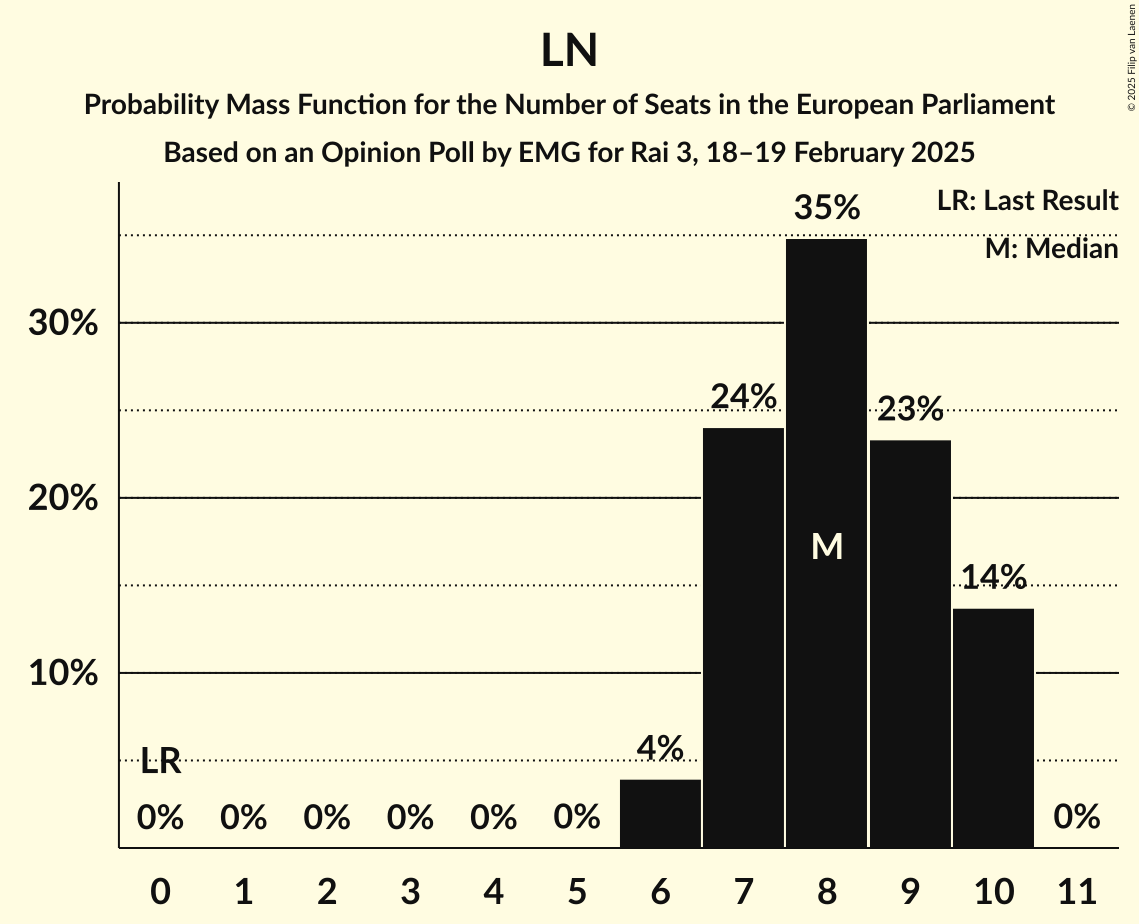 LN
Probability Mass Function for the Number of Seats in the European Parliament
Based on an Opinion Poll by EMG for Rai 3, 18–19 February 2025
© 2025 Filip van Laenen
LR: Last Result
M: Median
35%
30%
24%
23%
20%
M
14%
10%
LR
4%
0% 0% 0% 0% 0% 0% 0%
0 1 2 3 4 5 6 7 8 9 10 11